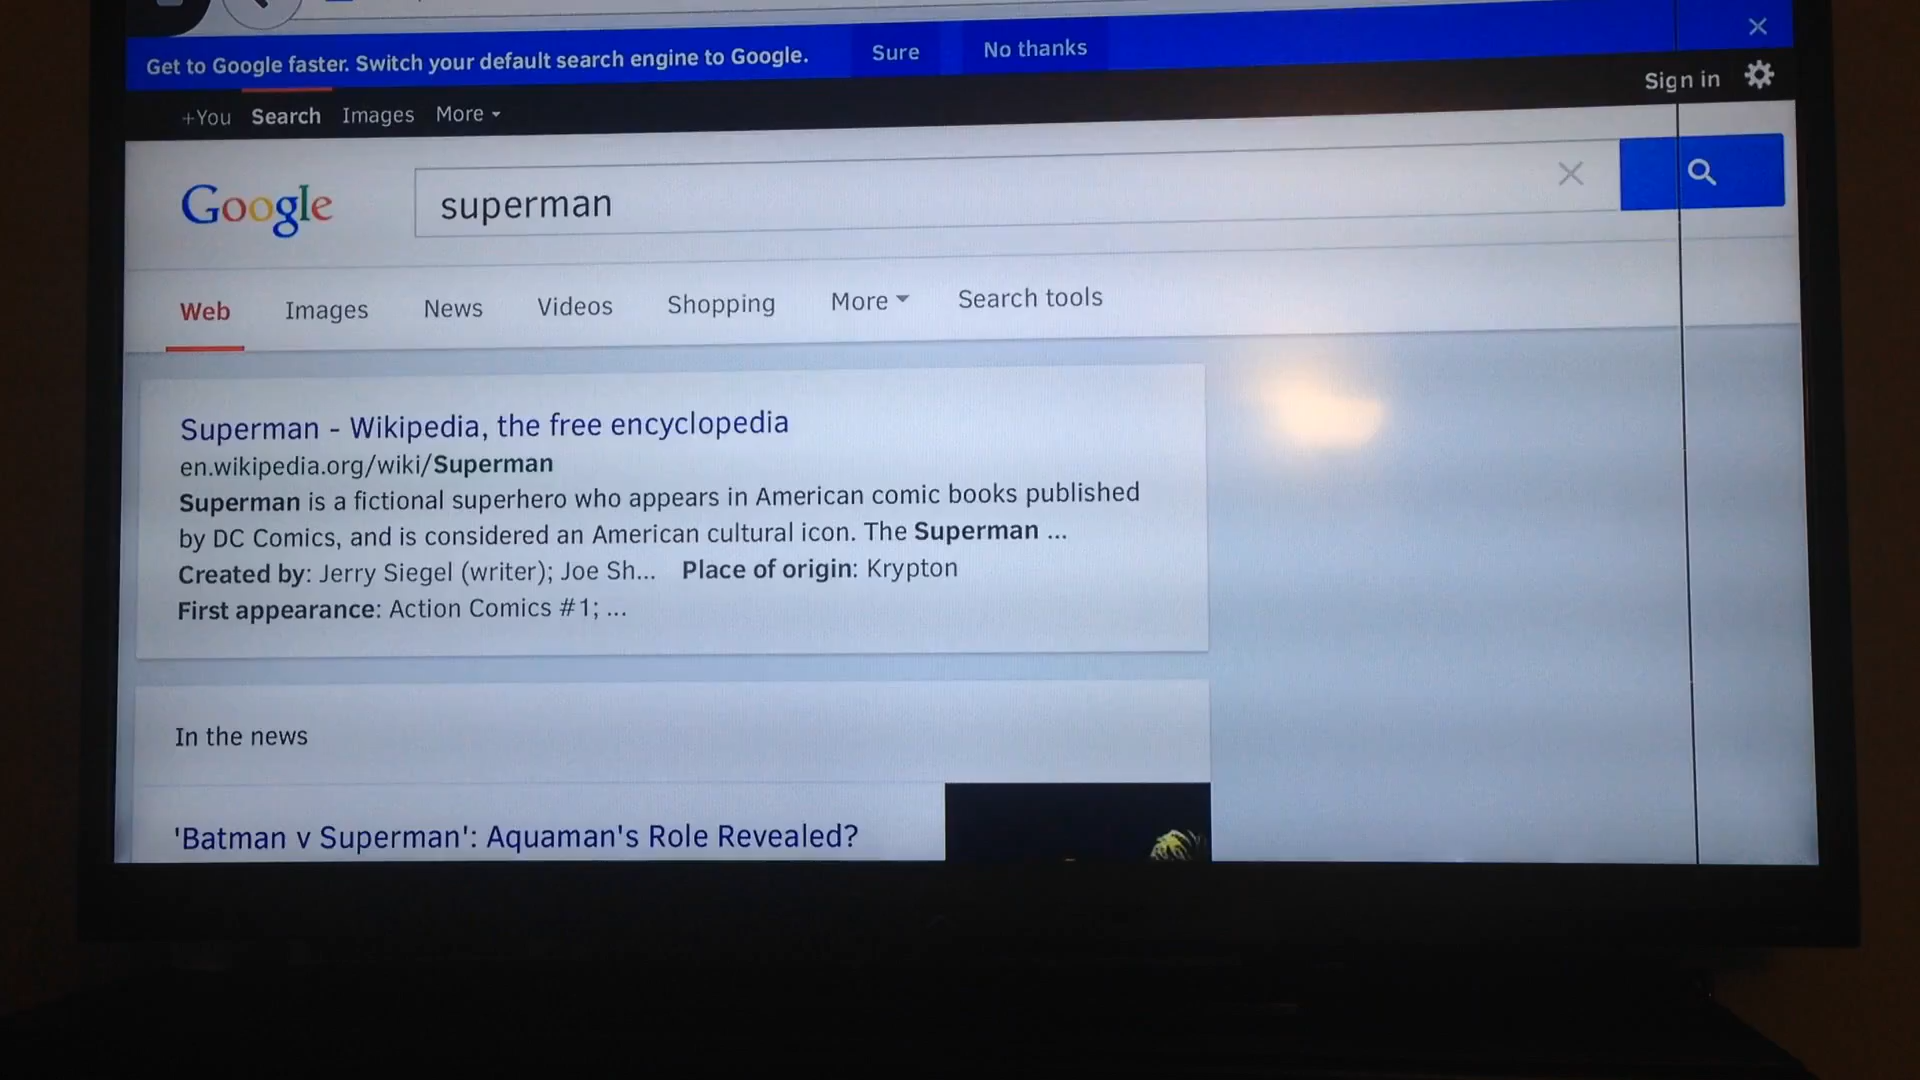 Get to Google faster. Switch your default search engine to Google. Sure No thanks
Sign in
+You Search Images More
Google superman
Web Images News Videos Shopping More Search tools
Superman - Wikipedia, the free encyclopedia
en.wikipedia.org/wiki/Superman
Superman is a fictional superhero who appears in American comic books published
by DC Comics, and is considered an American cultural icon. The Superman ...
Created by: Jerry Siegel (writer); Joe Sh... Place of origin: Krypton
First appearance: Action Comics #1; ...
In the news
'Batman v Superman': Aquaman's Role Revealed?